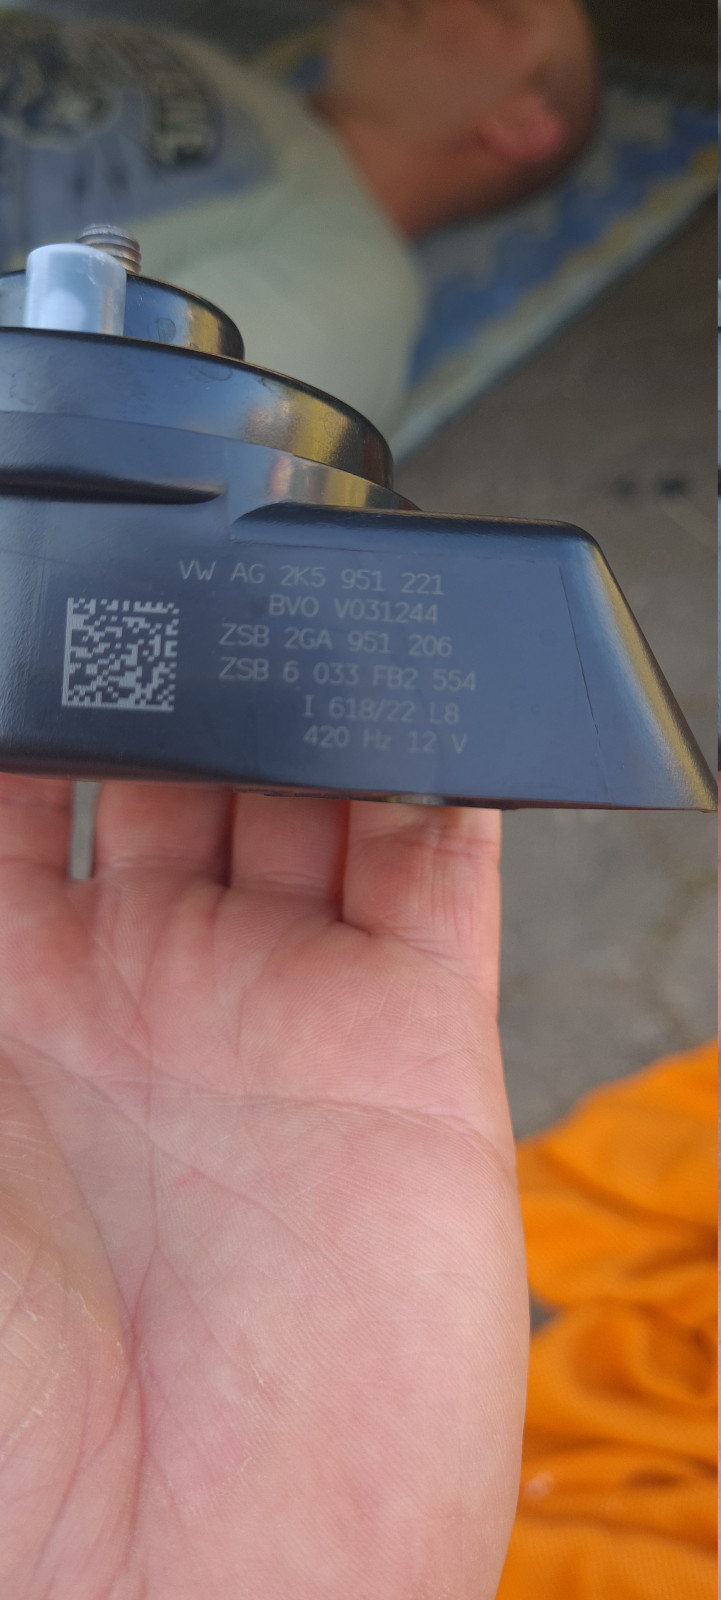 VW AG 2K5 951 221
BVO V031244
ZSB 2GA 951 206
ZSB 6 033 FB2 554
I 618/22 L8
420 Hz 12 V